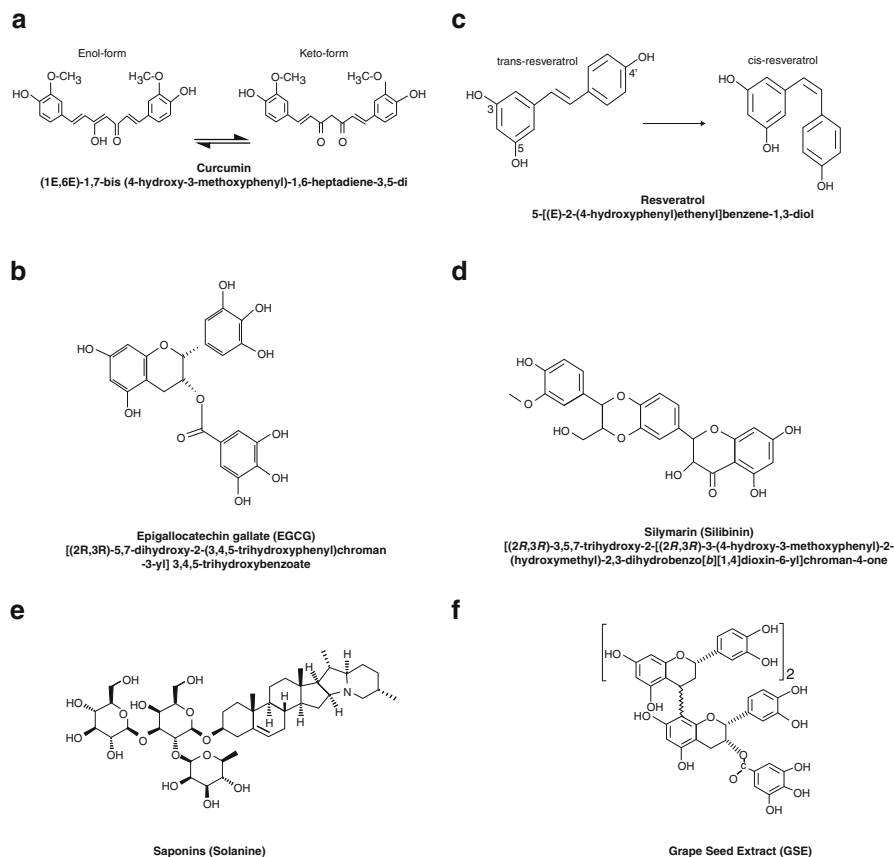 a
Enol-form
Keto-form
O-CH3 H3C-O
HO OH
OH O
O-CH3 H3C-O
HO OH
O O
Curcumin
(1E,6E)-1,7-bis (4-hydroxy-3-methoxyphenyl)-1,6-heptadiene-3,5-di
b
OH
OH
HO O OH
OH O
O
OH
OH
OH
Epigallocatechin gallate (EGCG)
[(2R,3R)-5,7-dihydroxy-2-(3,4,5-trihydroxyphenyl)chroman
-3-yl] 3,4,5-trihydroxybenzoate
c
trans-resveratrol
cis-resveratrol
OH
4'
HO
3
5
OH
HO
OH
OH
Resveratrol
5-[(E)-2-(4-hydroxyphenyl)ethenyl]benzene-1,3-diol
d
HO
O O
HO O
O OH
HO
O OH
Silymarin (Silibinin)
[(2R,3R)-3,5,7-trihydroxy-2-[(2R,3R)-3-(4-hydroxy-3-methoxyphenyl)-2-
(hydroxymethyl)-2,3-dihydrobenzo[b][1,4]dioxin-6-yl]chroman-4-one
e
OH OH
HO O OH O
HO O O O
OH O
O
HO OH
OH
H H
H N
H H H
Saponins (Solanine)
f
OH
HO O OH
2
OH
OH
HO O OH
OH O
C
O OH
OH
OH
Grape Seed Extract (GSE)